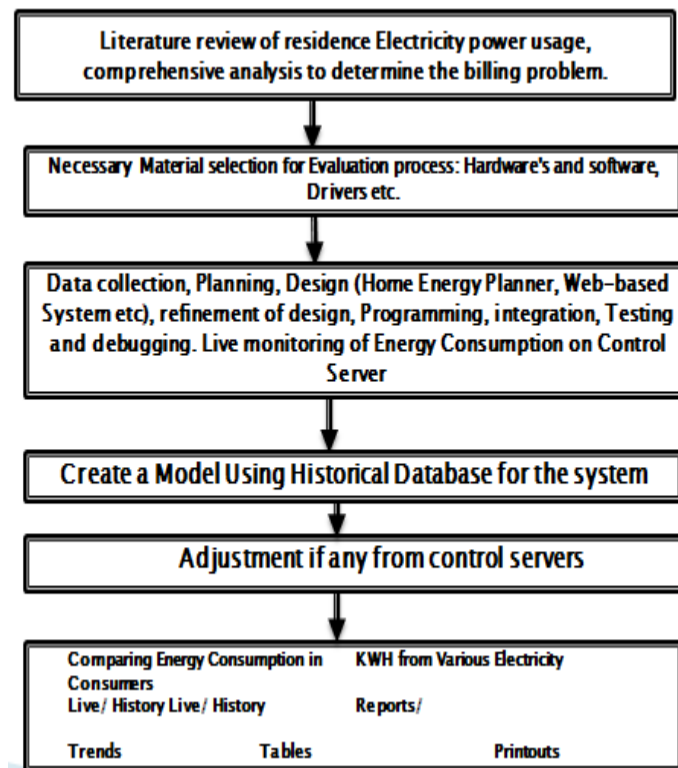 Literature review of residence Electricity power usage,
comprehensive analysis to determine the billing problem.
Necessary Material selection for Evaluation process: Hardware's and software,
Drivers etc.
Data collection, Planning, Design (Home Energy Planner, Web-based
System etc), refinement of design, Programming, integration, Testing
and debugging. Live monitoring of Energy Consumption on Control
Server
Create a Model Using Historical Database for the system
Adjustment if any from control servers
Comparing Energy Consumption in KWH from Various Electricity
Consumers
Live/ History Live/ History Reports/
Trends Tables Printouts